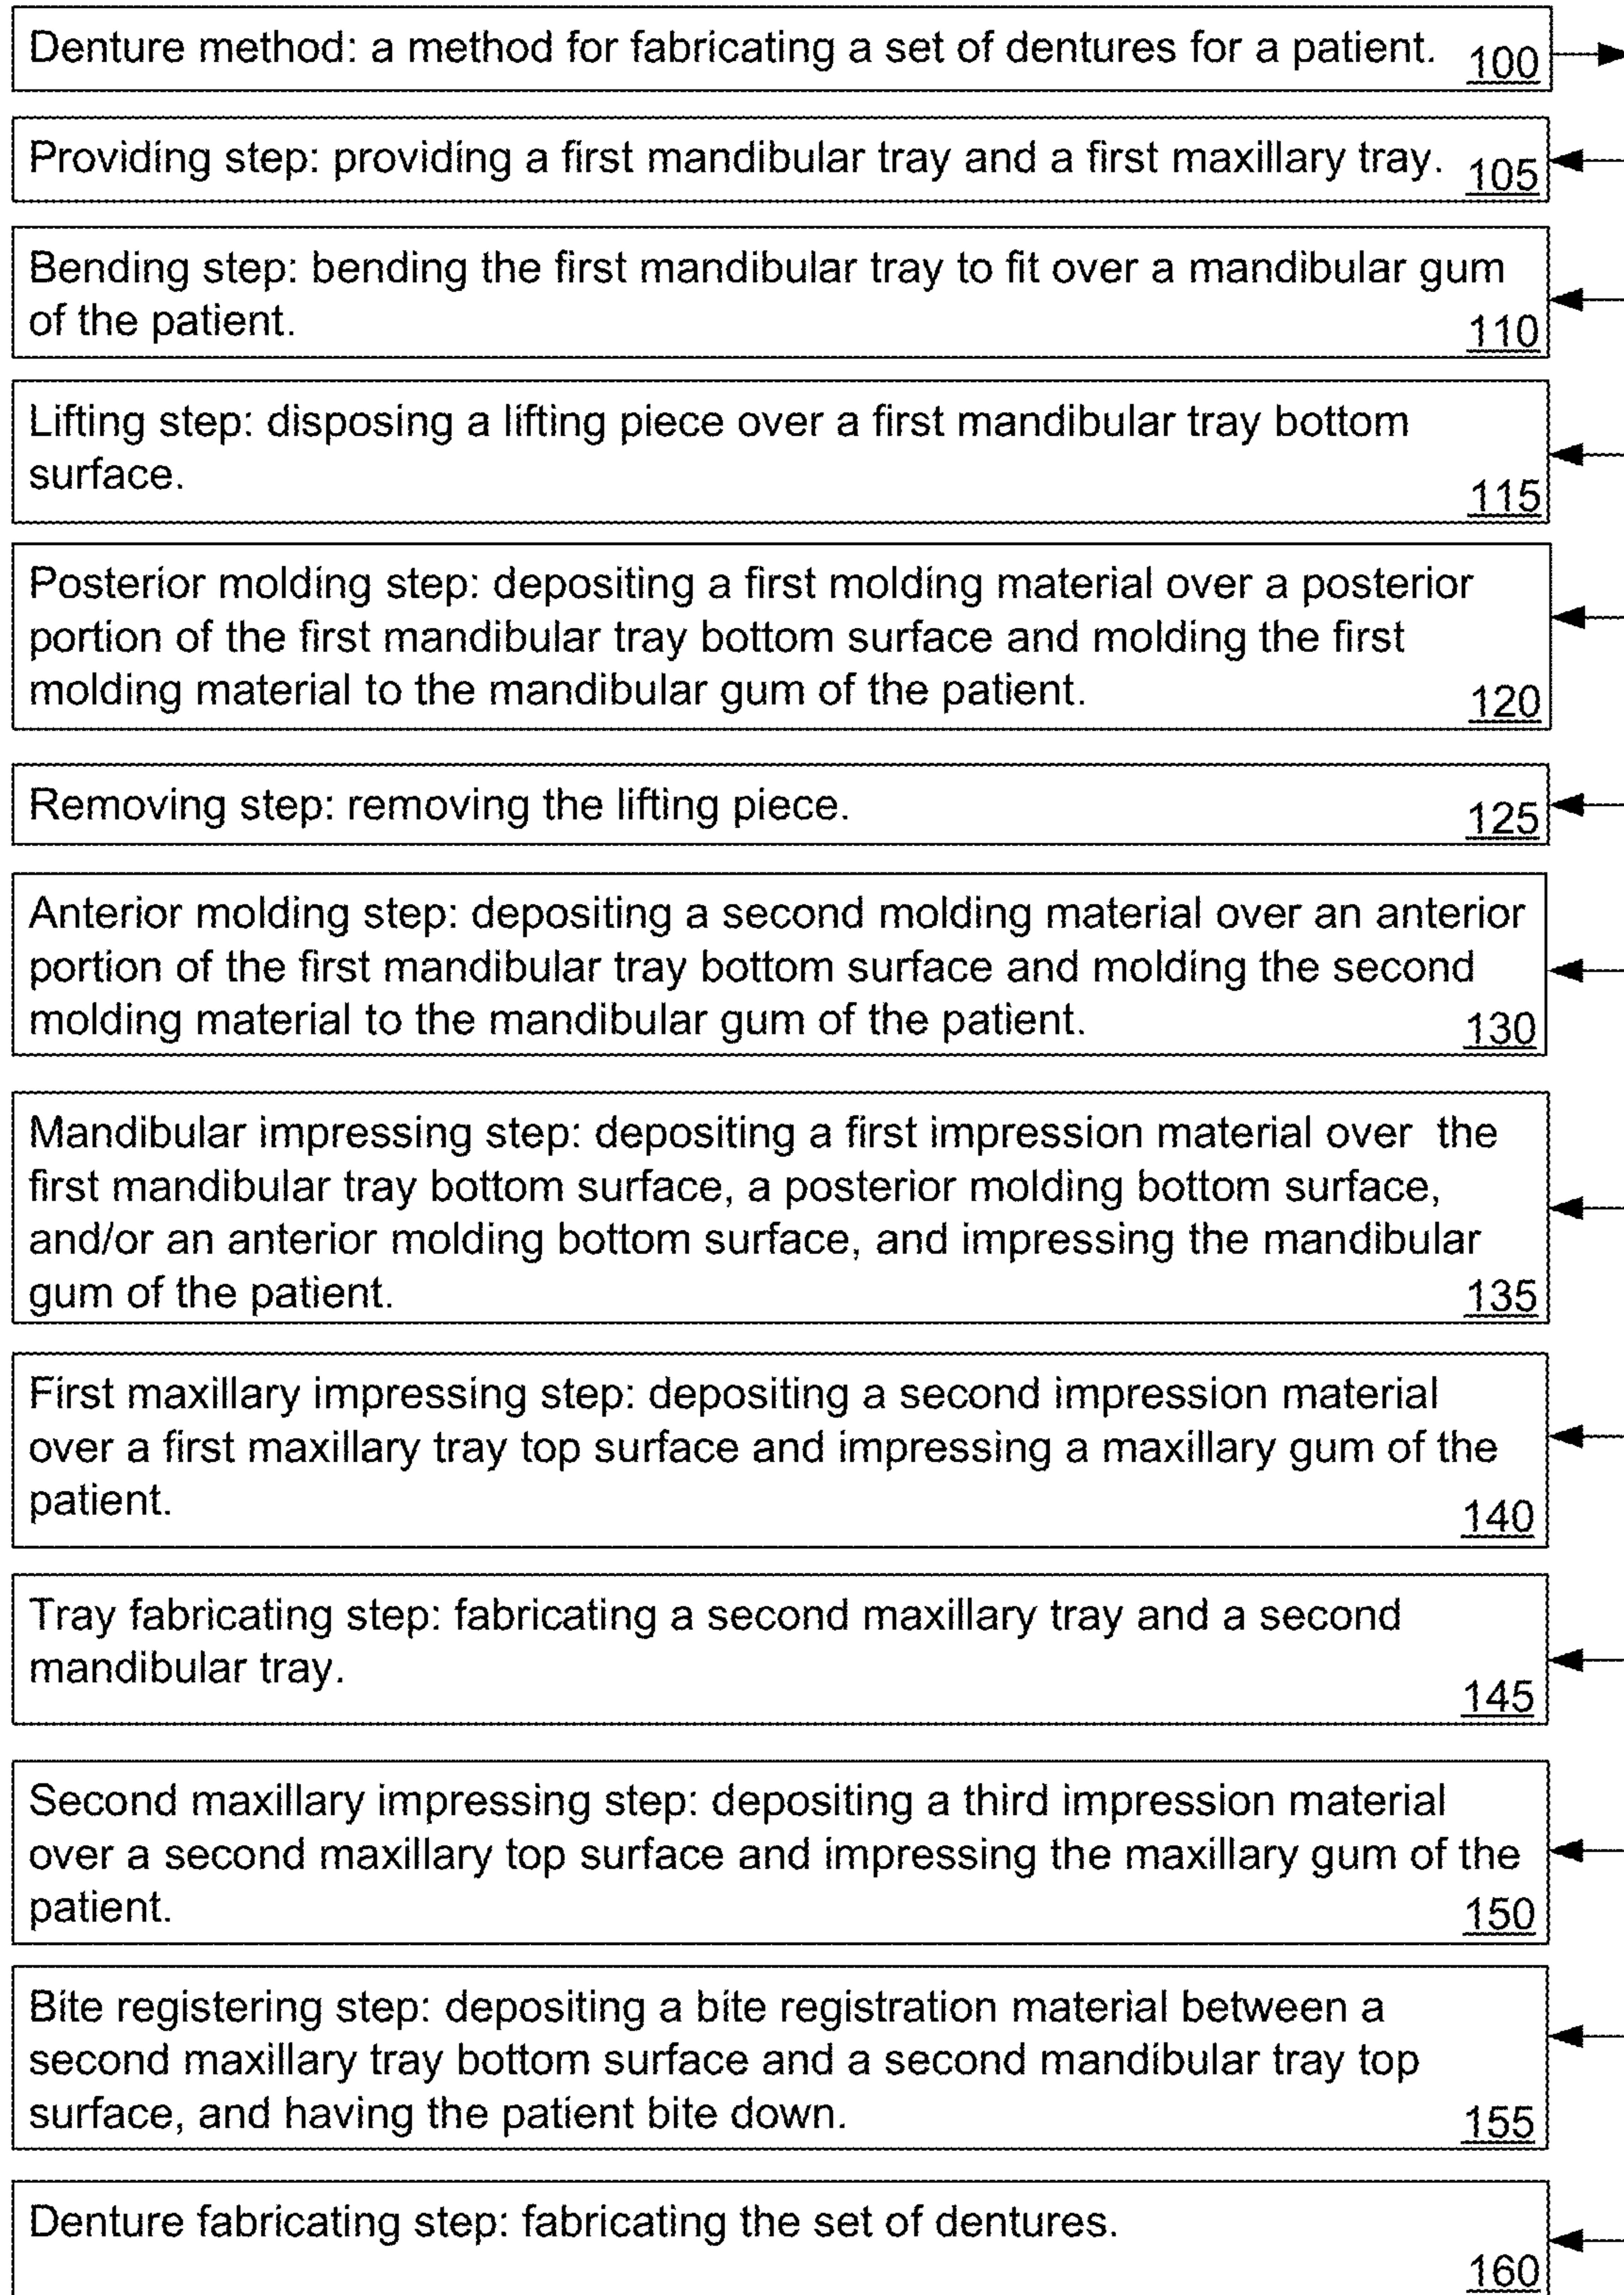 Denture method: a method for fabricating a set of dentures for a patient. 100
Providing step: providing a first mandibular tray and a first maxillary tray. 105
Bending step: bending the first mandibular tray to fit over a mandibular gum
of the patient. 110
Lifting step: disposing a lifting piece over a first mandibular tray bottom
surface. 115
Posterior molding step: depositing a first molding material over a posterior
portion of the first mandibular tray bottom surface and molding the first
molding material to the mandibular gum of the patient. 120
Removing step: removing the lifting piece. 125
Anterior molding step: depositing a second molding material over an anterior
portion of the first mandibular tray bottom surface and molding the second
molding material to the mandibular gum of the patient. 130
Mandibular impressing step: depositing a first impression material over the
first mandibular tray bottom surface, a posterior molding bottom surface,
and/or an anterior molding bottom surface, and impressing the mandibular
gum of the patient. 135
First maxillary impressing step: depositing a second impression material
over a first maxillary tray top surface and impressing a maxillary gum of the
patient. 140
Tray fabricating step: fabricating a second maxillary tray and a second
mandibular tray. 145
Second maxillary impressing step: depositing a third impression material
over a second maxillary top surface and impressing the maxillary gum of the
patient. 150
Bite registering step: depositing a bite registration material between a
second maxillary tray bottom surface and a second mandibular tray top
surface, and having the patient bite down. 155
Denture fabricating step: fabricating the set of dentures. 160